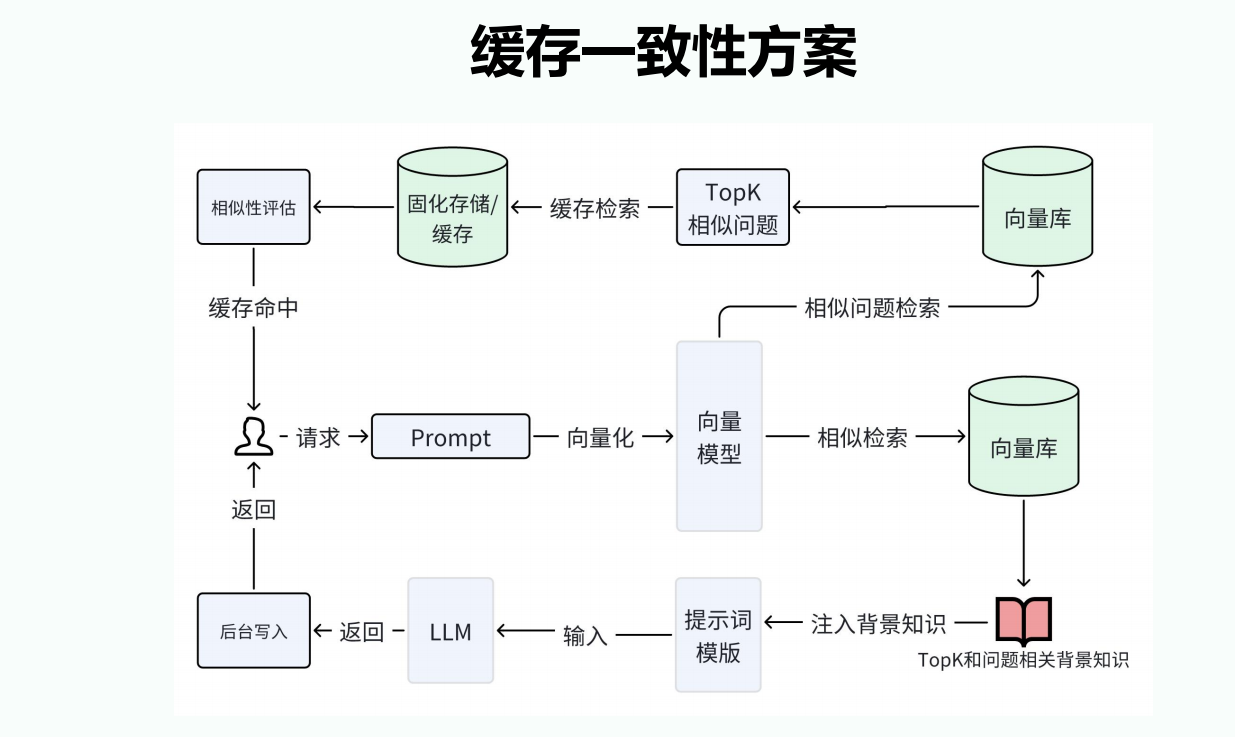 缓存一致性方案
相似性评估
固化存储/
缓存
缓存检索
TopK
相似问题
向量库
缓存命中
相似问题检索
请求
Prompt
向量化
向量
模型
相似检索
向量库
返回
后台写入
返回
LLM
输入
提示词
模版
注入背景知识
TopK和问题相关背景知识